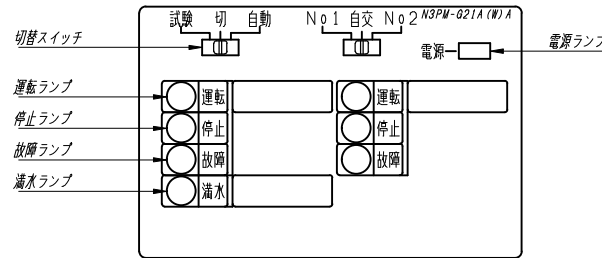 試験 切 自動 No1 自交 No2 N3PM-G21A(W)A
切替スイッチ
電源
電源ランプ
運転ランプ 運転 運転
停止ランプ 停止 停止
故障ランプ 故障 故障
満水ランプ 満水